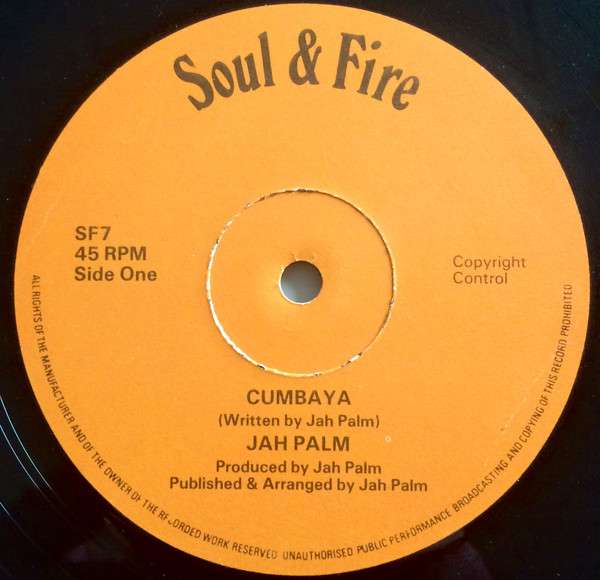 Soul & Fire
SF7
45 RPM
Side One
Copyright
Control
CUMBAYA
(Written by Jah Palm)
JAH PALM
Produced by Jah Palm
Published & Arranged by Jah Palm
ALL RIGHTS OF THE MANUFACTURER AND OF THE OWNER OF THE RECORDED WORK RESERVED UNAUTHORISED PUBLIC PERFORMANCE BROADCASTING AND COPYING OF THIS RECORD PROHIBITED